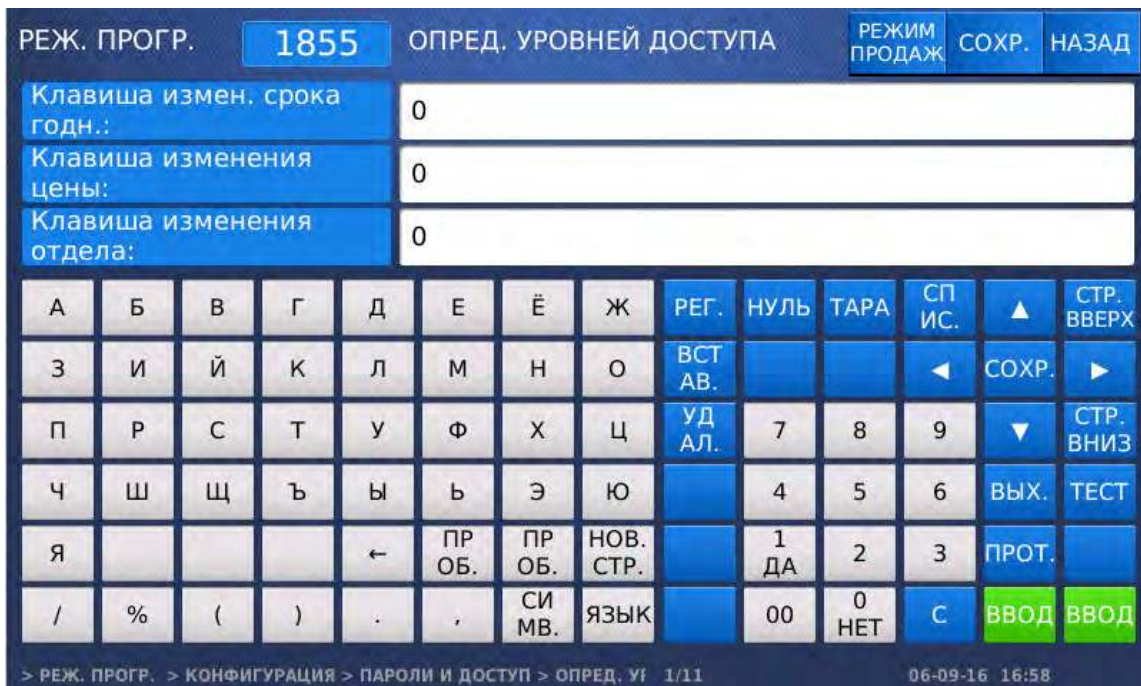 РЕЖ. ПРОГР. 1855 ОПРЕД. УРОВНЕЙ ДОСТУПА РЕЖИМ ПРОДАЖ СОХР. НАЗАД
Клавиша измен. срока
годн.: 0
Клавиша изменения
цены: 0
Клавиша изменения
отдела: 0
А Б В Г Д Е Ё Ж РЕГ. НУЛЬ ТАРА СП ИС. ▲ СТР. ВВЕРХ
З И Й К Л М Н О ВСТ АВ. ◀ СОХР. ▶
П Р С Т У Ф Х Ц УД АЛ. 7 8 9 ▼ СТР. ВНИЗ
Ч Ш Щ Ъ Ы Ь Э Ю 4 5 6 ВЫХ. ТЕСТ
Я ← ПР ОБ. ПР ОБ. НОВ. СТР. 1 ДА 2 3 ПРОТ.
/ % ( ) . , СИ МВ. ЯЗЫК 00 0 НЕТ С ВВОД ВВОД
> РЕЖ. ПРОГР. > КОНФИГУРАЦИЯ > ПАРОЛИ И ДОСТУП > ОПРЕД. УГ 1/11 06-09-16 16:58